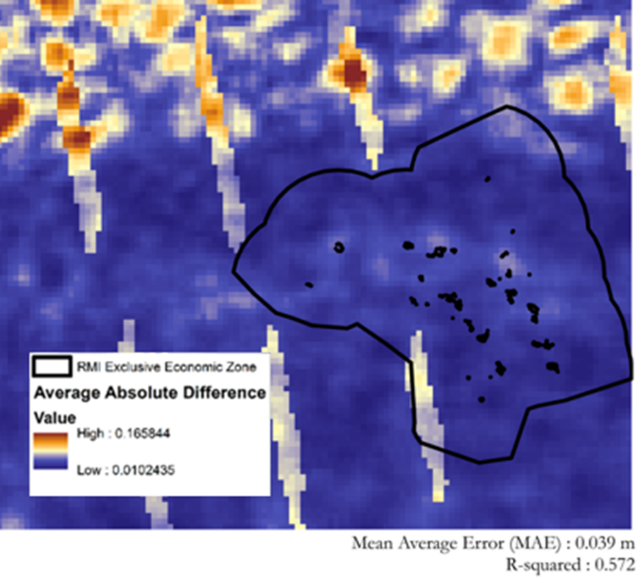 RMI Exclusive Economic Zone
Average Absolute Difference
Value
High : 0.165844
Low : 0.0102435
Mean Average Error (MAE) : 0.039 m
R-squared : 0.572